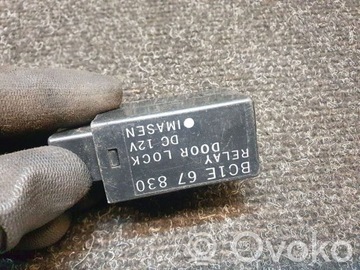 BC1E 67 830
RELAY
DOOR LOCK
DC 12V
IMASEN
Ovoko